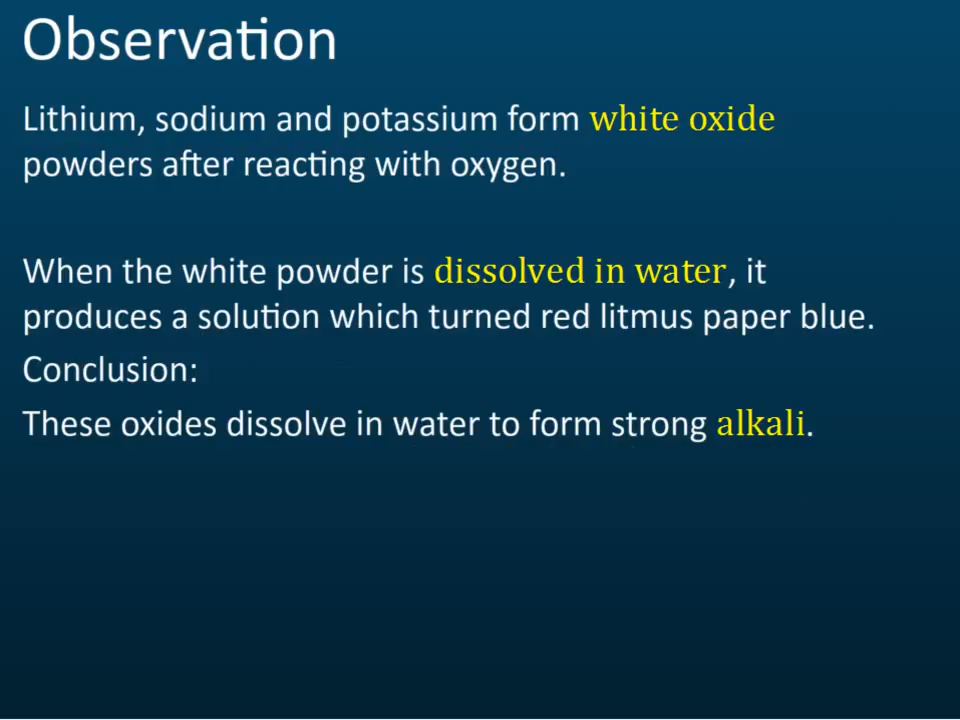 Observation
Lithium, sodium and potassium form white oxide
powders after reacting with oxygen.
When the white powder is dissolved in water, it
produces a solution which turned red litmus paper blue.
Conclusion:
These oxides dissolve in water to form strong alkali.